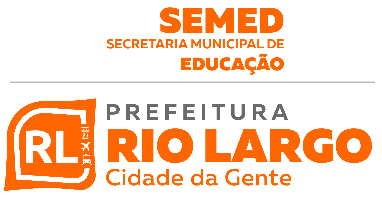 SEMED
SECRETARIA MUNICIPAL DE
EDUCAÇÃO
PREFEITURA
RL
RIO LARGO
Cidade da Gente